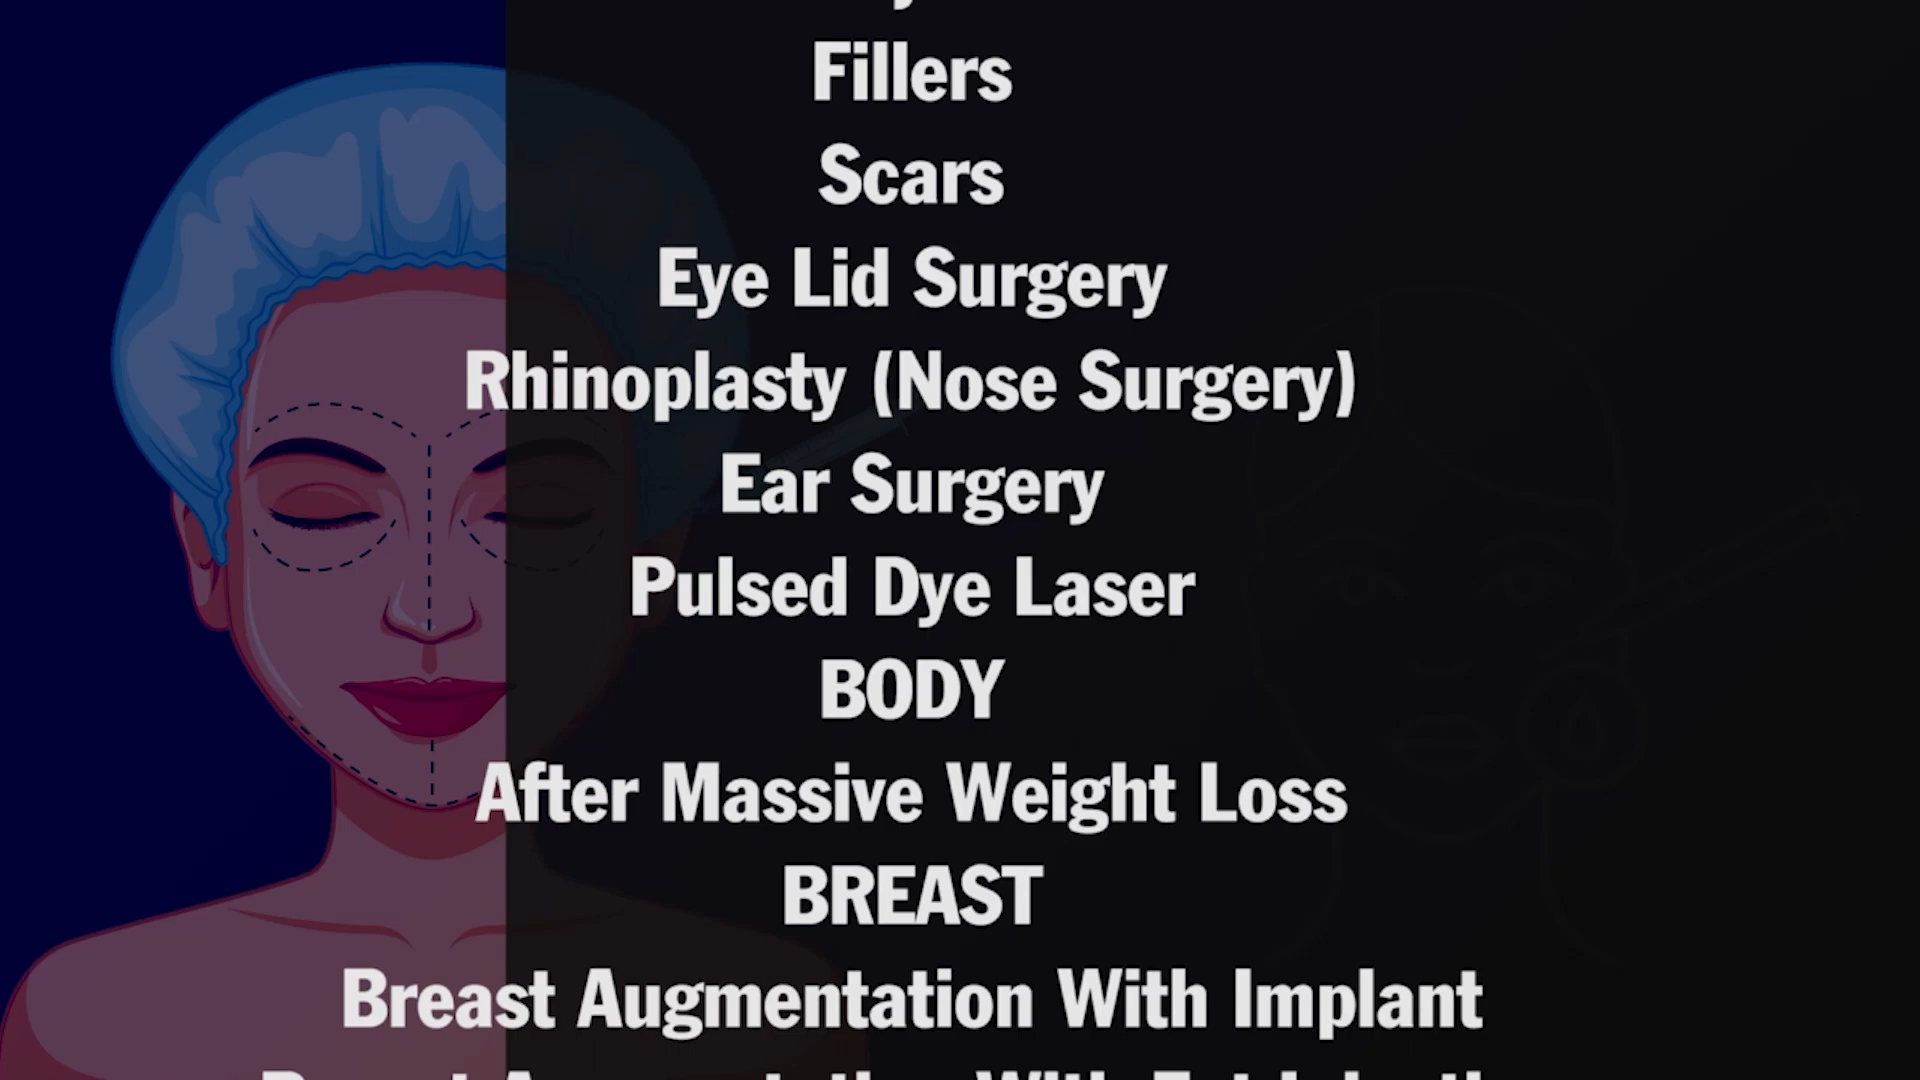 Fillers
Scars
Eye Lid Surgery
Rhinoplasty (Nose Surgery)
Ear Surgery
Pulsed Dye Laser
BODY
After Massive Weight Loss
BREAST
Breast Augmentation With Implant